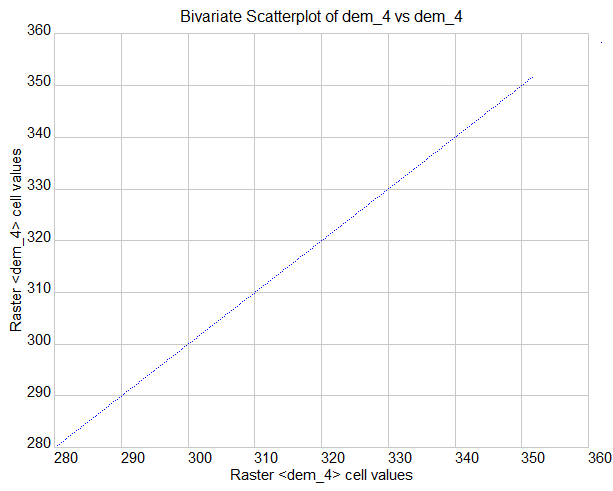 Bivariate Scatterplot of dem_4 vs dem_4
360
350
340
330
320
310
300
290
280
Raster <dem_4> cell values
280 290 300 310 320 330 340 350 360
Raster <dem_4> cell values